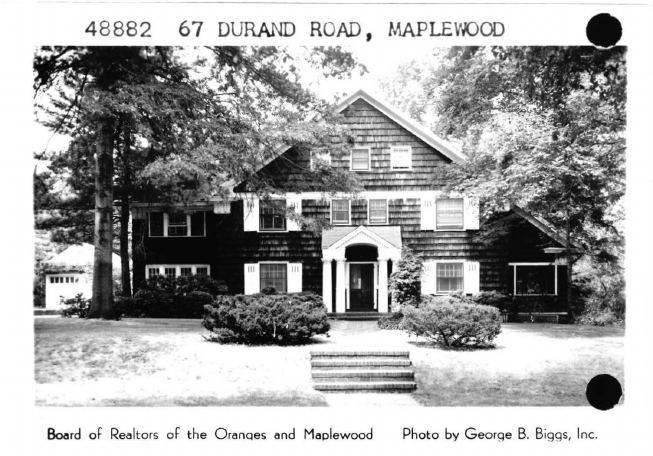 48882 67 DURAND ROAD, MAPLEWOOD
Board of Realtors of the Oranges and Maplewood Photo by George B. Biggs, Inc.